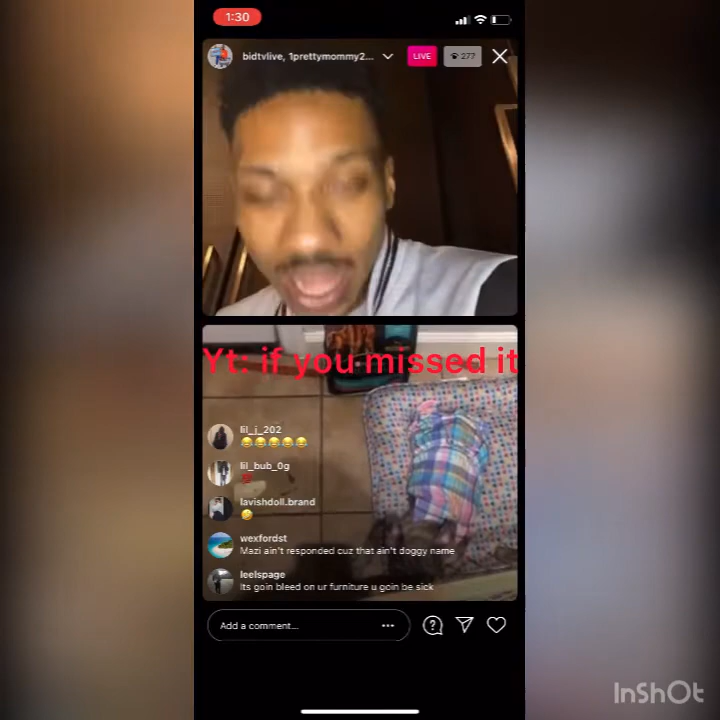 1:30
bidtvlive, 1prettymommy2...
LIVE
277
Yt: if you missed it
lil_j_202
😂😂😂😂😂
lil_bub_0g
lavishdoll.brand
🤣
wexfordst
Mazi ain't responded cuz that ain't doggy name
leelspage
Its goin bleed on ur furniture u goin be sick
Add a comment...
InShOt